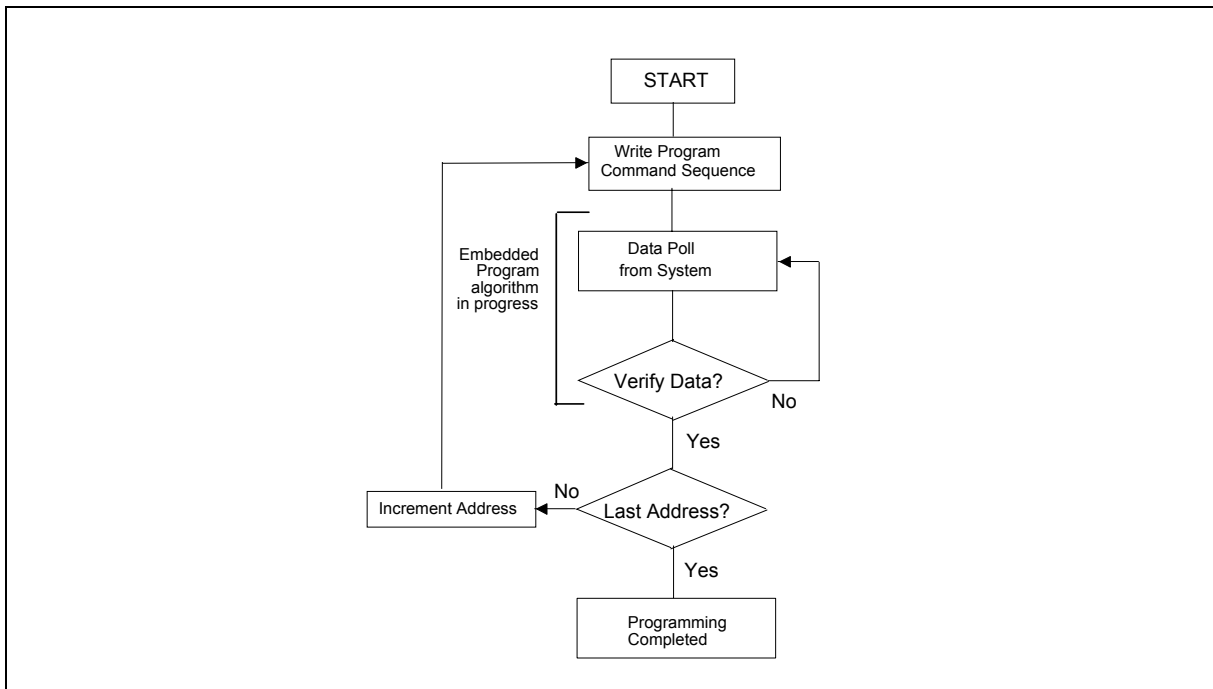 START
Write Program
Command Sequence
Embedded
Program
algorithm
in progress
Data Poll
from System
Verify Data?
No
Yes
No
Increment Address
Last Address?
Yes
Programming
Completed